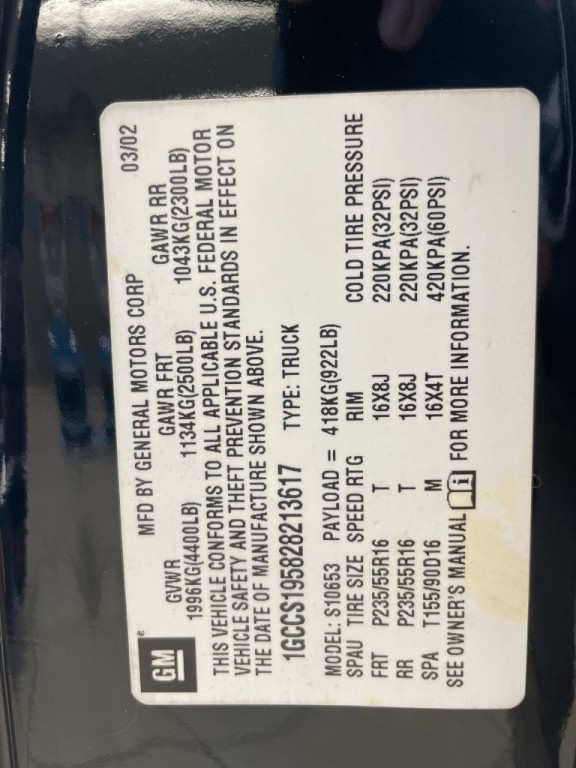 GM®
MFD BY GENERAL MOTORS CORP 03/02
GVWR GAWR FRT GAWR RR
1996KG(4400LB) 1134KG(2500LB) 1043KG(2300LB)
THIS VEHICLE CONFORMS TO ALL APPLICABLE U.S. FEDERAL MOTOR
VEHICLE SAFETY AND THEFT PREVENTION STANDARDS IN EFFECT ON
THE DATE OF MANUFACTURE SHOWN ABOVE.
1GCCS195828213617 TYPE: TRUCK
MODEL: S10653 PAYLOAD = 418KG(922LB)
SPAU TIRE SIZE SPEED RTG RIM COLD TIRE PRESSURE
FRT P235/55R16 T 16X8J 220KPA(32PSI)
RR P235/55R16 T 16X8J 220KPA(32PSI)
SPA T155/90D16 M 16X4T 420KPA(60PSI)
SEE OWNER'S MANUAL FOR MORE INFORMATION.